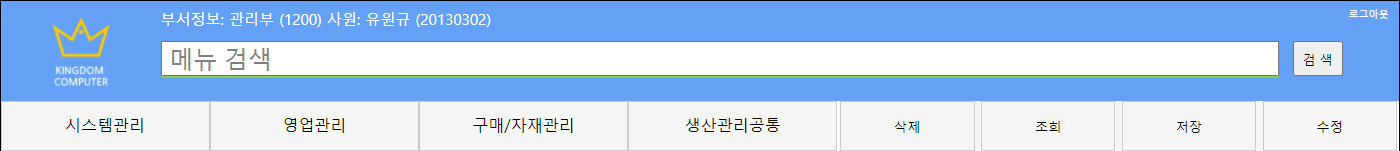 부서정보: 관리부 (1200) 사원: 유원규 (20130302)
로그아웃
KINGDOM
COMPUTER
메뉴 검색
검 색
시스템관리
영업관리
구매/자재관리
생산관리공통
삭제
조회
저장
수정